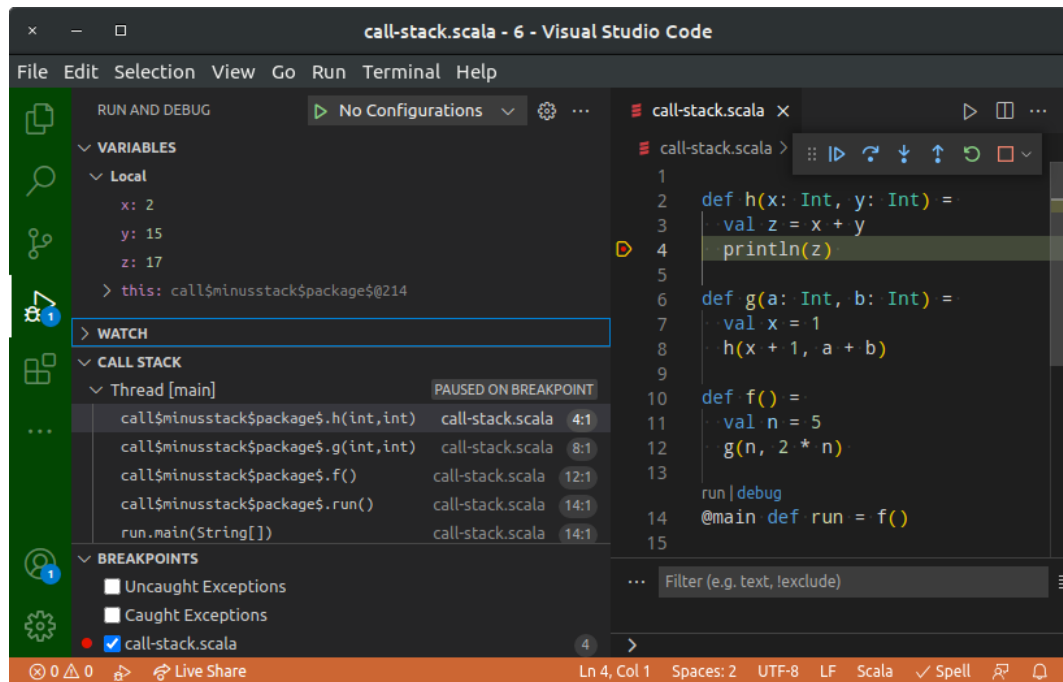 call-stack.scala - 6 - Visual Studio Code
File Edit Selection View Go Run Terminal Help
RUN AND DEBUG
No Configurations
VARIABLES
Local
x: 2
y: 15
z: 17
this: call$minusstack$package$@214
WATCH
CALL STACK
Thread [main] PAUSED ON BREAKPOINT
call$minusstack$package$.h(int,int) call-stack.scala 4:1
call$minusstack$package$.g(int,int) call-stack.scala 8:1
call$minusstack$package$.f() call-stack.scala 12:1
call$minusstack$package$.run() call-stack.scala 14:1
run.main(String[]) call-stack.scala 14:1
BREAKPOINTS
Uncaught Exceptions
Caught Exceptions
call-stack.scala 4
1
1
call-stack.scala
call-stack.scala >
1
2 def h(x: Int, y: Int) =
3 val z = x + y
4 println(z)
5
6 def g(a: Int, b: Int) =
7 val x = 1
8 h(x + 1, a + b)
9
10 def f() =
11 val n = 5
12 g(n, 2 * n)
13
run | debug
14 @main def run = f()
15
Filter (e.g. text, !exclude)
0 0 Live Share Ln 4, Col 1 Spaces: 2 UTF-8 LF Scala Spell